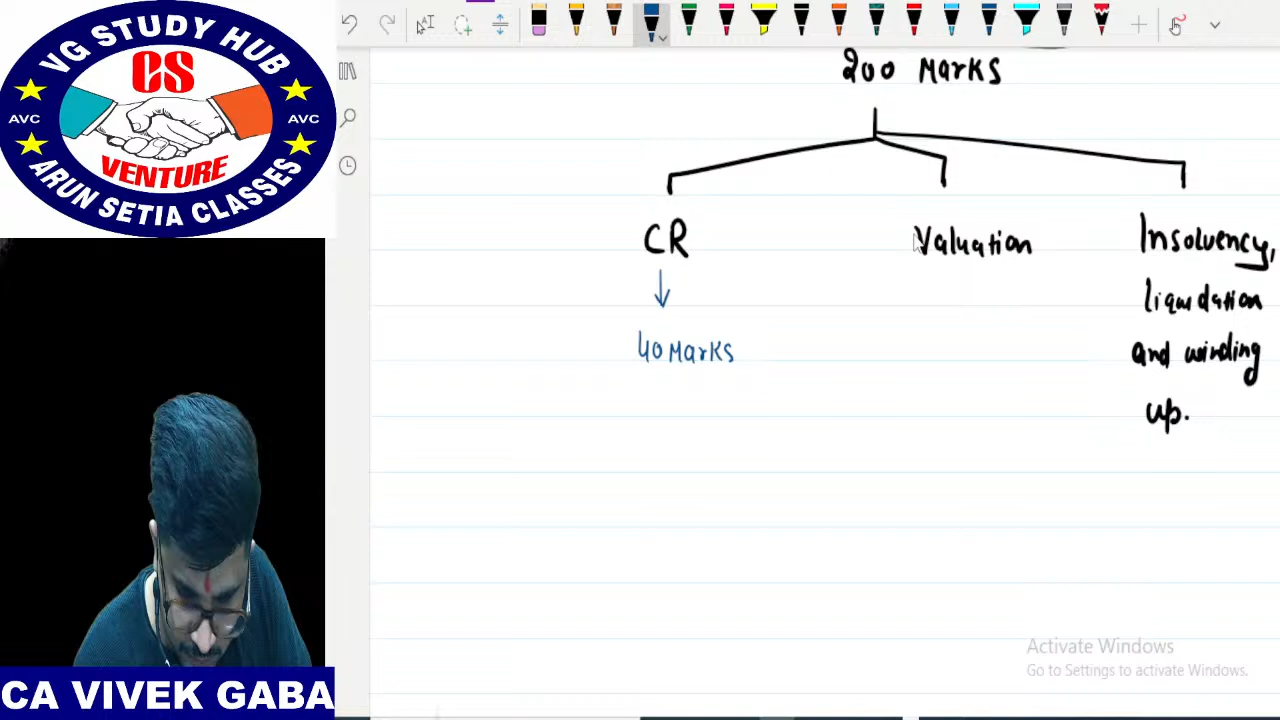 VG STUDY HUB
CS
AVC
AVC
VENTURE
ARUN SETIA CLASSES
200 Marks
CR
Valuation
Insolvency,
liqudation
and winding
up.
40 Marks
Activate Windows
Go to Settings to activate Windows.
CA VIVEK GABA